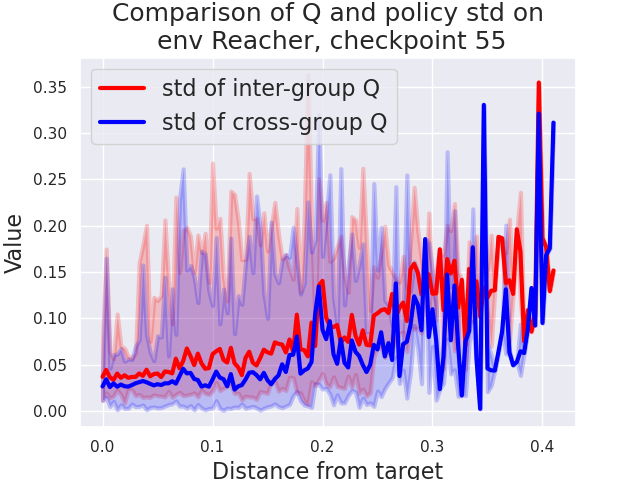 Comparison of Q and policy std on
env Reacher, checkpoint 55
std of inter-group Q
std of cross-group Q
Value
0.35
0.30
0.25
0.20
0.15
0.10
0.05
0.00
0.0 0.1 0.2 0.3 0.4
Distance from target